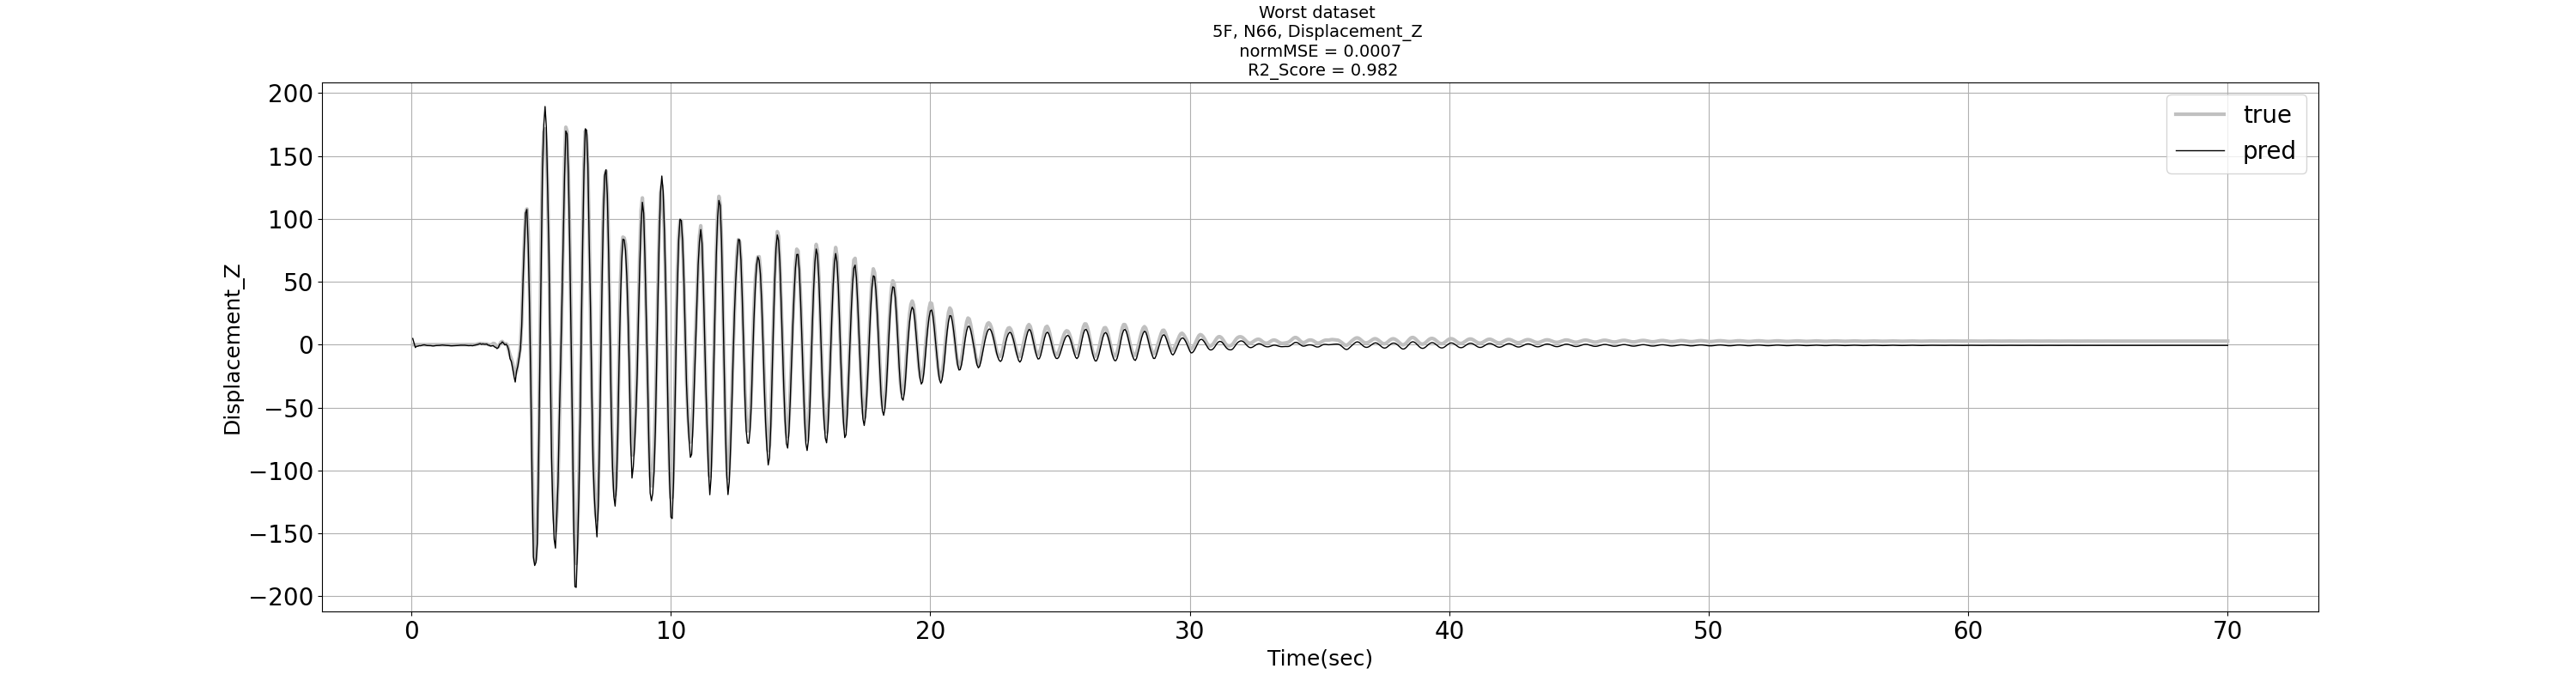 Worst dataset
5F, N66, Displacement_Z
normMSE = 0.0007
R2_Score = 0.982
200
150
100
50
0
−50
−100
−150
−200
Displacement_Z
true
pred
0 10 20 30 40 50 60 70
Time(sec)